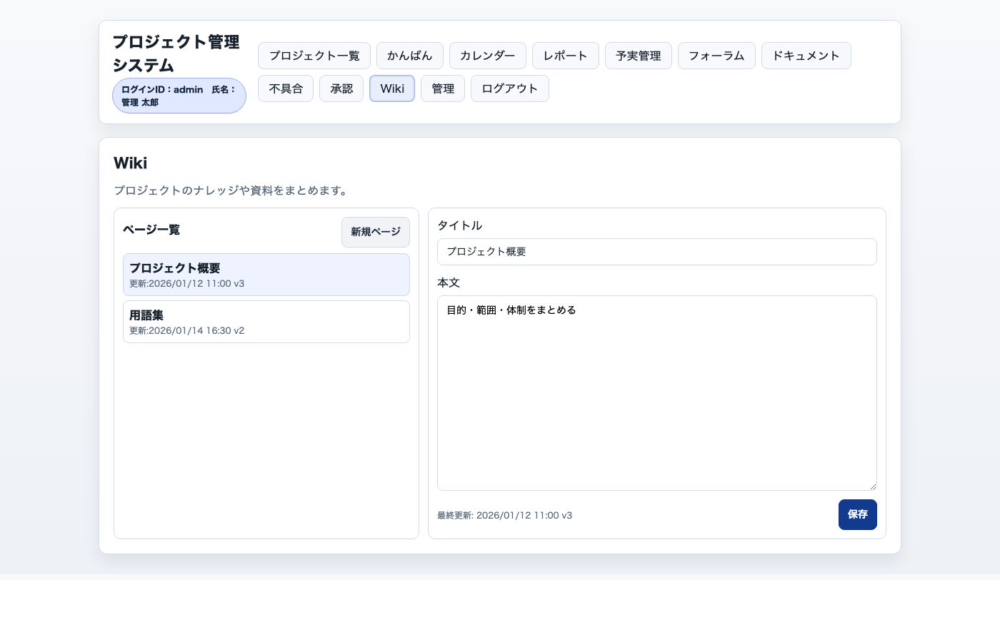 プロジェクト管理
システム
ログインID：admin　氏名：
管理 太郎
プロジェクト一覧
かんばん
カレンダー
レポート
予実管理
フォーラム
ドキュメント
不具合
承認
Wiki
管理
ログアウト
Wiki
プロジェクトのナレッジや資料をまとめます。
ページ一覧
新規ページ
プロジェクト概要
更新:2026/01/12 11:00 v3
用語集
更新:2026/01/14 16:30 v2
タイトル
プロジェクト概要
本文
目的・範囲・体制をまとめる
最終更新: 2026/01/12 11:00 v3
保存